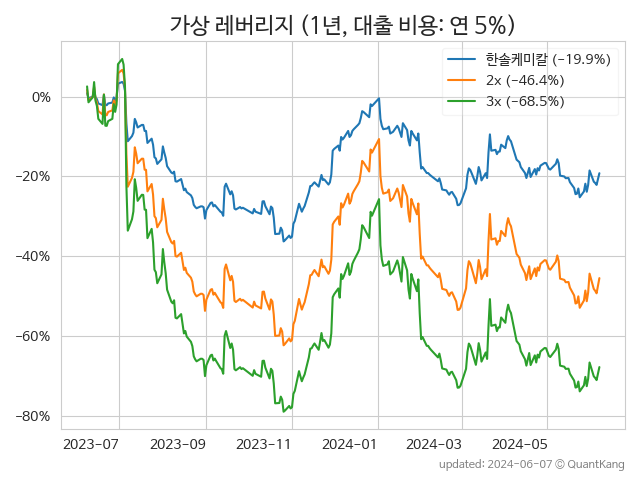 가상 레버리지 (1년, 대출 비용: 연 5%)
한솔케미칼 (−19.9%)
2x (−46.4%)
3x (−68.5%)
0%
−20%
−40%
−60%
−80%
2023-07 2023-09 2023-11 2024-01 2024-03 2024-05
updated: 2024-06-07 © QuantKang